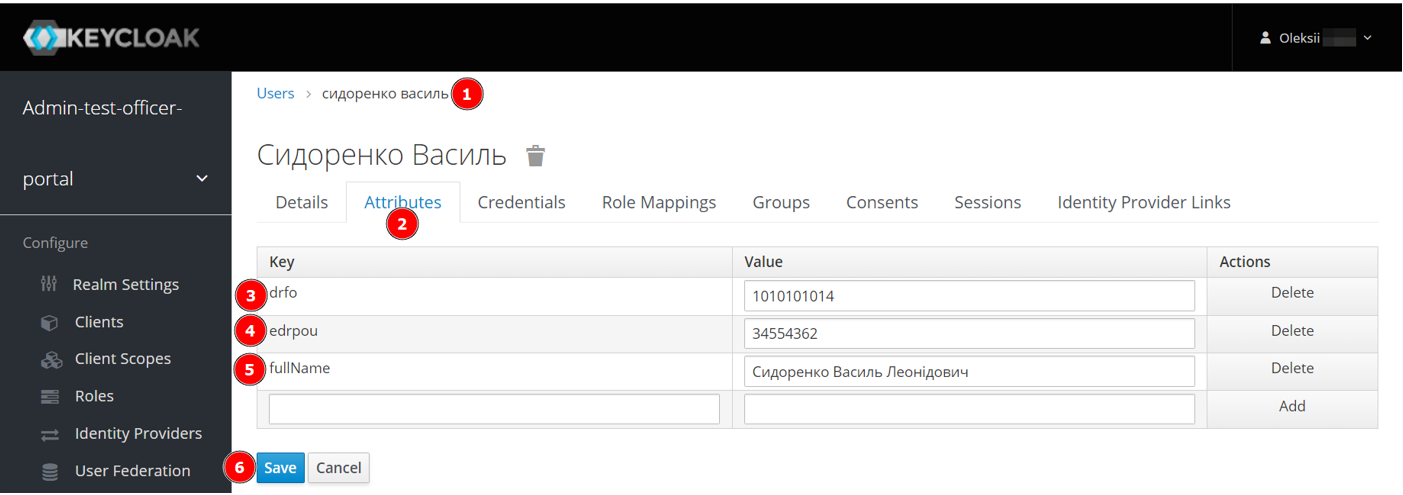 KEYCLOAK
Oleksii
Admin-test-officer-
portal
Configure
Realm Settings
Clients
Client Scopes
Roles
Identity Providers
User Federation
Users > сидоренко василь 1
Сидоренко Василь
Details Attributes Credentials Role Mappings Groups Consents Sessions Identity Provider Links
2
Key Value Actions
3 drfo 1010101014 Delete
4 edrpou 34554362 Delete
5 fullName Сидоренко Василь Леонідович Delete
Add
6 Save Cancel